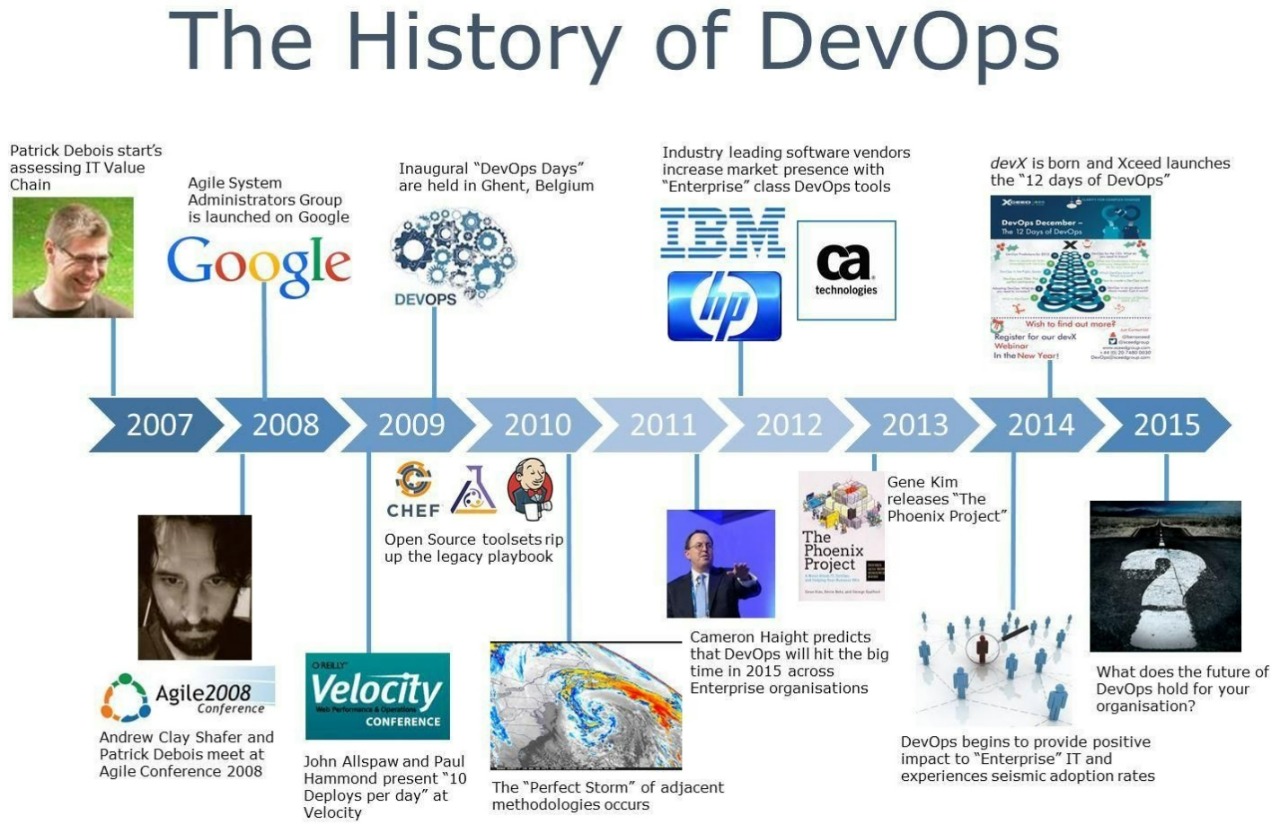 The History of DevOps
Patrick Debois start's
assessing IT Value
Chain
Agile System
Administrators Group
is launched on Google
Google
Inaugural “DevOps Days”
are held in Ghent, Belgium
DEVOPS
Industry leading software vendors
increase market presence with
“Enterprise” class DevOps tools
IBM
hp
ca
technologies
devX is born and Xceed launches
the “12 days of DevOps”
DevOps December –
The 12 Days of DevOps
Wish to find out more?
Register for our devX
Webinar
In the New Year!
2007
2008
2009
2010
2011
2012
2013
2014
2015
Agile2008
Conference
Andrew Clay Shafer and
Patrick Debois meet at
Agile Conference 2008
O'REILLY
Velocity
Web Performance & Operations
CONFERENCE
John Allspaw and Paul
Hammond present “10
Deploys per day” at
Velocity
CHEF
Open Source toolsets rip
up the legacy playbook
The “Perfect Storm” of adjacent
methodologies occurs
Cameron Haight predicts
that DevOps will hit the big
time in 2015 across
Enterprise organisations
The
Phoenix
Project
Gene Kim
releases “The
Phoenix Project”
DevOps begins to provide positive
impact to “Enterprise” IT and
experiences seismic adoption rates
?
What does the future of
DevOps hold for your
organisation?